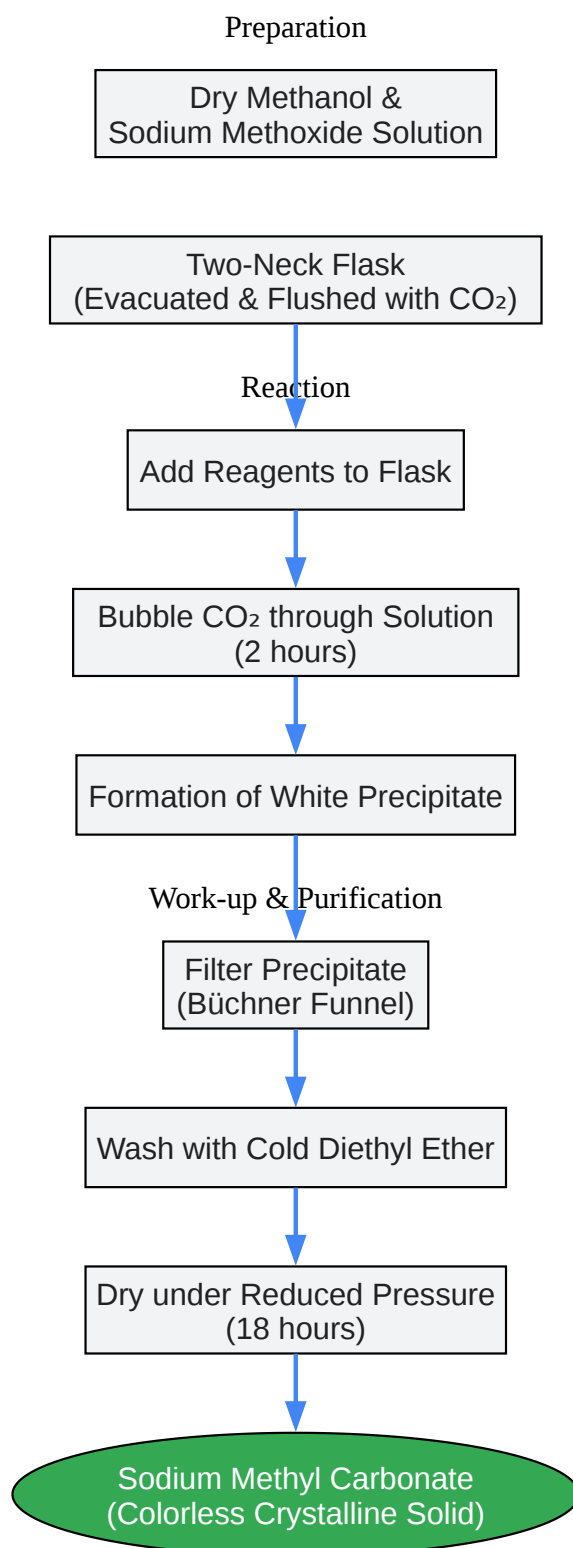 Preparation
Dry Methanol &
Sodium Methoxide Solution
Two-Neck Flask
(Evacuated & Flushed with CO₂)
Reaction
Add Reagents to Flask
Bubble CO₂ through Solution
(2 hours)
Formation of White Precipitate
Work-up & Purification
Filter Precipitate
(Büchner Funnel)
Wash with Cold Diethyl Ether
Dry under Reduced Pressure
(18 hours)
Sodium Methyl Carbonate
(Colorless Crystalline Solid)